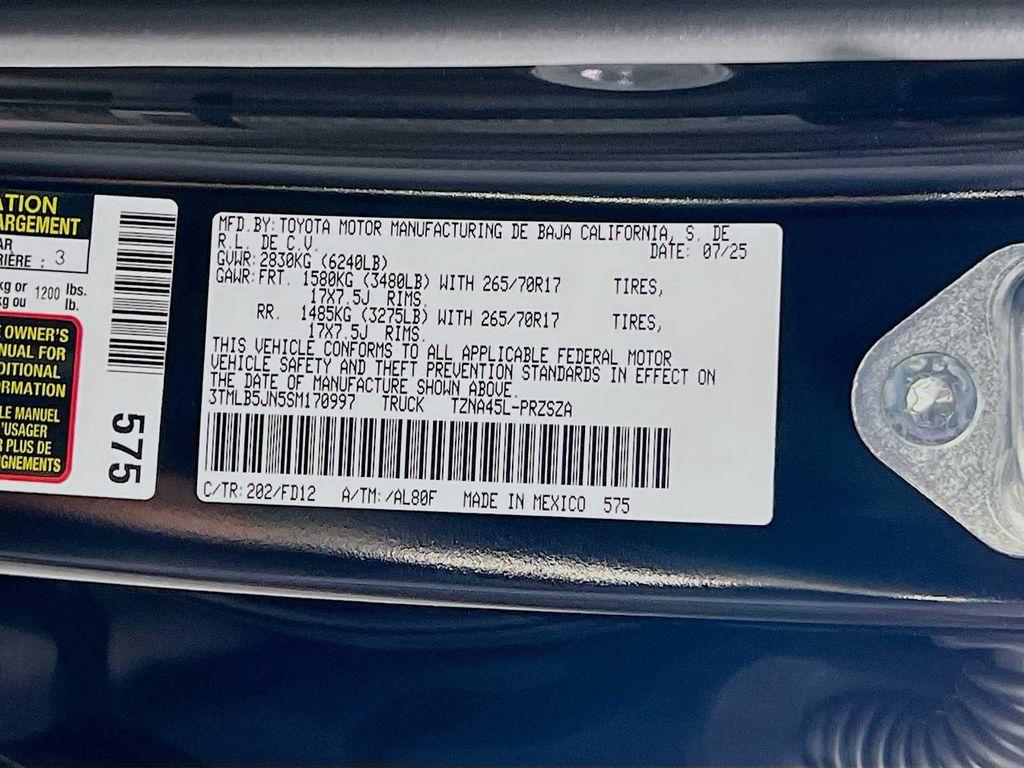 ATION
ARGEMENT
AR
RIÈRE : 3
kg or 1200 lbs.
kg ou lb.
E OWNER'S
NUAL FOR
DITIONAL
ORMATION
LE MANUEL
'USAGER
R PLUS DE
IGNEMENTS
575
MFD.BY:TOYOTA MOTOR MANUFACTURING DE BAJA CALIFORNIA, S. DE
R.L. DE C.V. DATE: 07/25
GVWR:2830KG (6240LB)
GAWR:FRT. 1580KG (3480LB) WITH 265/70R17 TIRES,
17X7.5J RIMS.
RR. 1485KG (3275LB) WITH 265/70R17 TIRES,
17X7.5J RIMS.
THIS VEHICLE CONFORMS TO ALL APPLICABLE FEDERAL MOTOR
VEHICLE SAFETY AND THEFT PREVENTION STANDARDS IN EFFECT ON
THE DATE OF MANUFACTURE SHOWN ABOVE.
3TMLB5JN5SM170997 TRUCK TZNA45L-PRZSZA
C/TR:202/FD12 A/TM:/AL80F MADE IN MEXICO 575